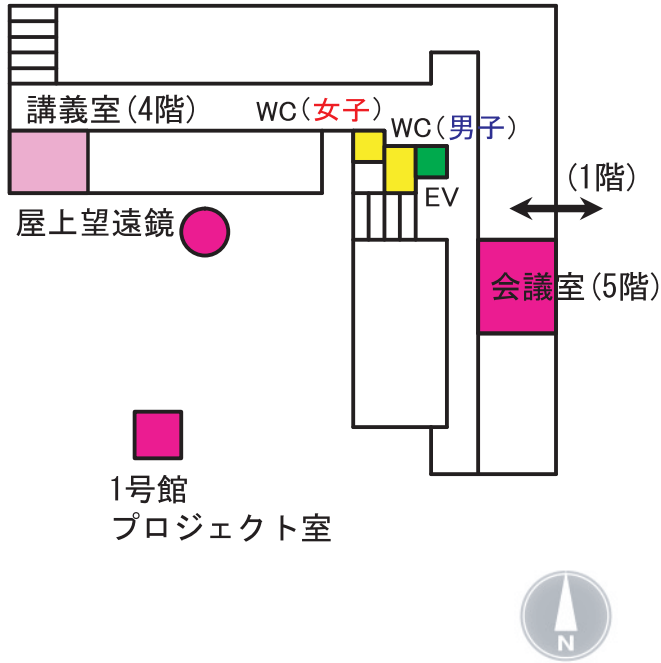 講義室(4階)
WC(女子)
WC(男子)
EV
(1階)
屋上望遠鏡
会議室(5階)
1号館
プロジェクト室
N